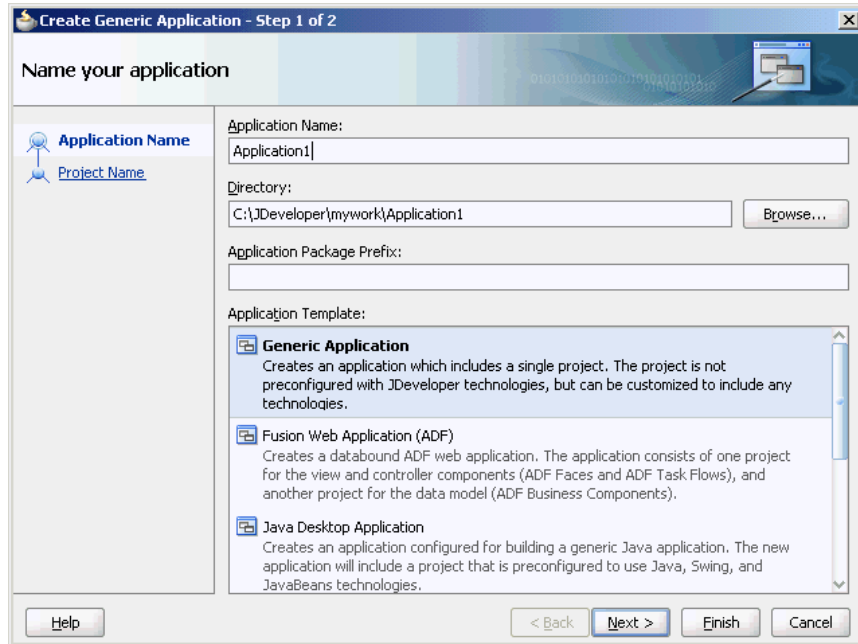 Create Generic Application - Step 1 of 2
Name your application
0101010101010101010101010101
01010101010
Application Name
Project Name
Application Name:
Application1
Directory:
C:\JDeveloper\mywork\Application1
Browse...
Application Package Prefix:
Application Template:
Generic Application
Creates an application which includes a single project. The project is not
preconfigured with JDeveloper technologies, but can be customized to include any
technologies.
Fusion Web Application (ADF)
Creates a databound ADF web application. The application consists of one project
for the view and controller components (ADF Faces and ADF Task Flows), and
another project for the data model (ADF Business Components).
Java Desktop Application
Creates an application configured for building a generic Java application. The new
application will include a project that is preconfigured to use Java, Swing, and
JavaBeans technologies.
Help
< Back
Next >
Finish
Cancel